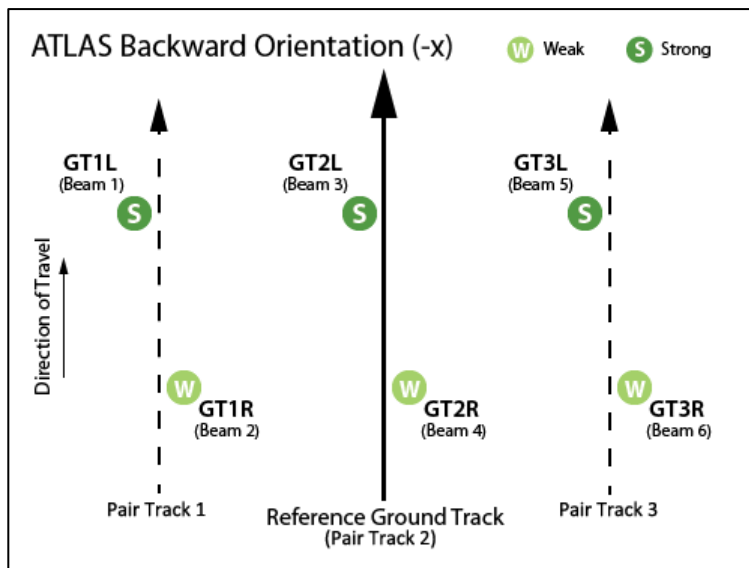 ATLAS Backward Orientation (-x)
W Weak
S Strong
GT1L
(Beam 1)
S
GT2L
(Beam 3)
S
GT3L
(Beam 5)
S
Direction of Travel
W
GT1R
(Beam 2)
W
GT2R
(Beam 4)
W
GT3R
(Beam 6)
Pair Track 1
Reference Ground Track
(Pair Track 2)
Pair Track 3